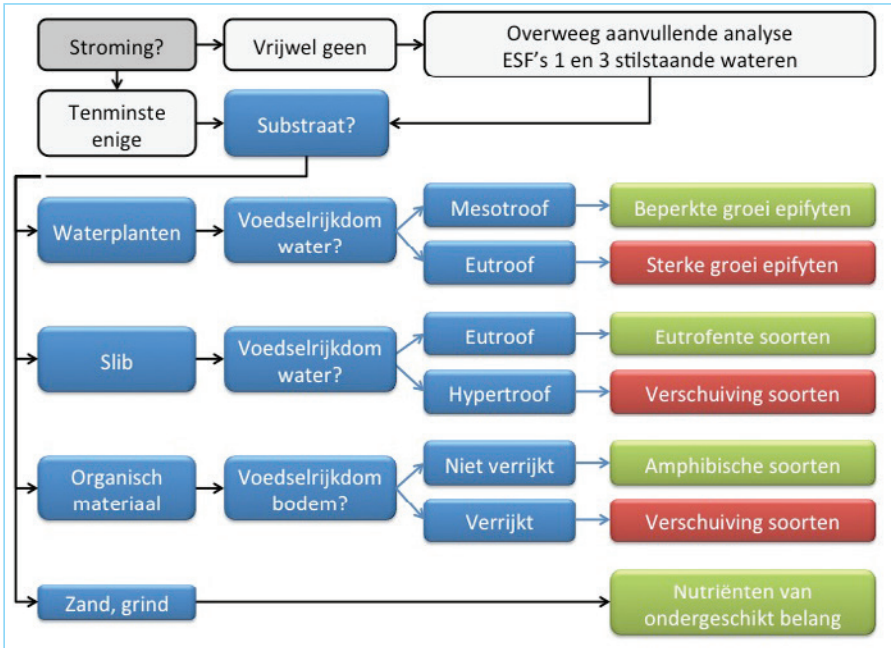 Stroming?
Vrijwel geen
Overweeg aanvullende analyse
ESF's 1 en 3 stilstaande wateren
Tenminste
enige
Substraat?
Waterplanten
Voedselrijkdom
water?
Mesotroof
Beperkte groei epifyten
Eutroof
Sterke groei epifyten
Slib
Voedselrijkdom
water?
Eutroof
Eutrofente soorten
Hypertroof
Verschuiving soorten
Organisch
materiaal
Voedselrijkdom
bodem?
Niet verrijkt
Amphibische soorten
Verrijkt
Verschuiving soorten
Zand, grind
Nutriënten van
ondergeschikt belang